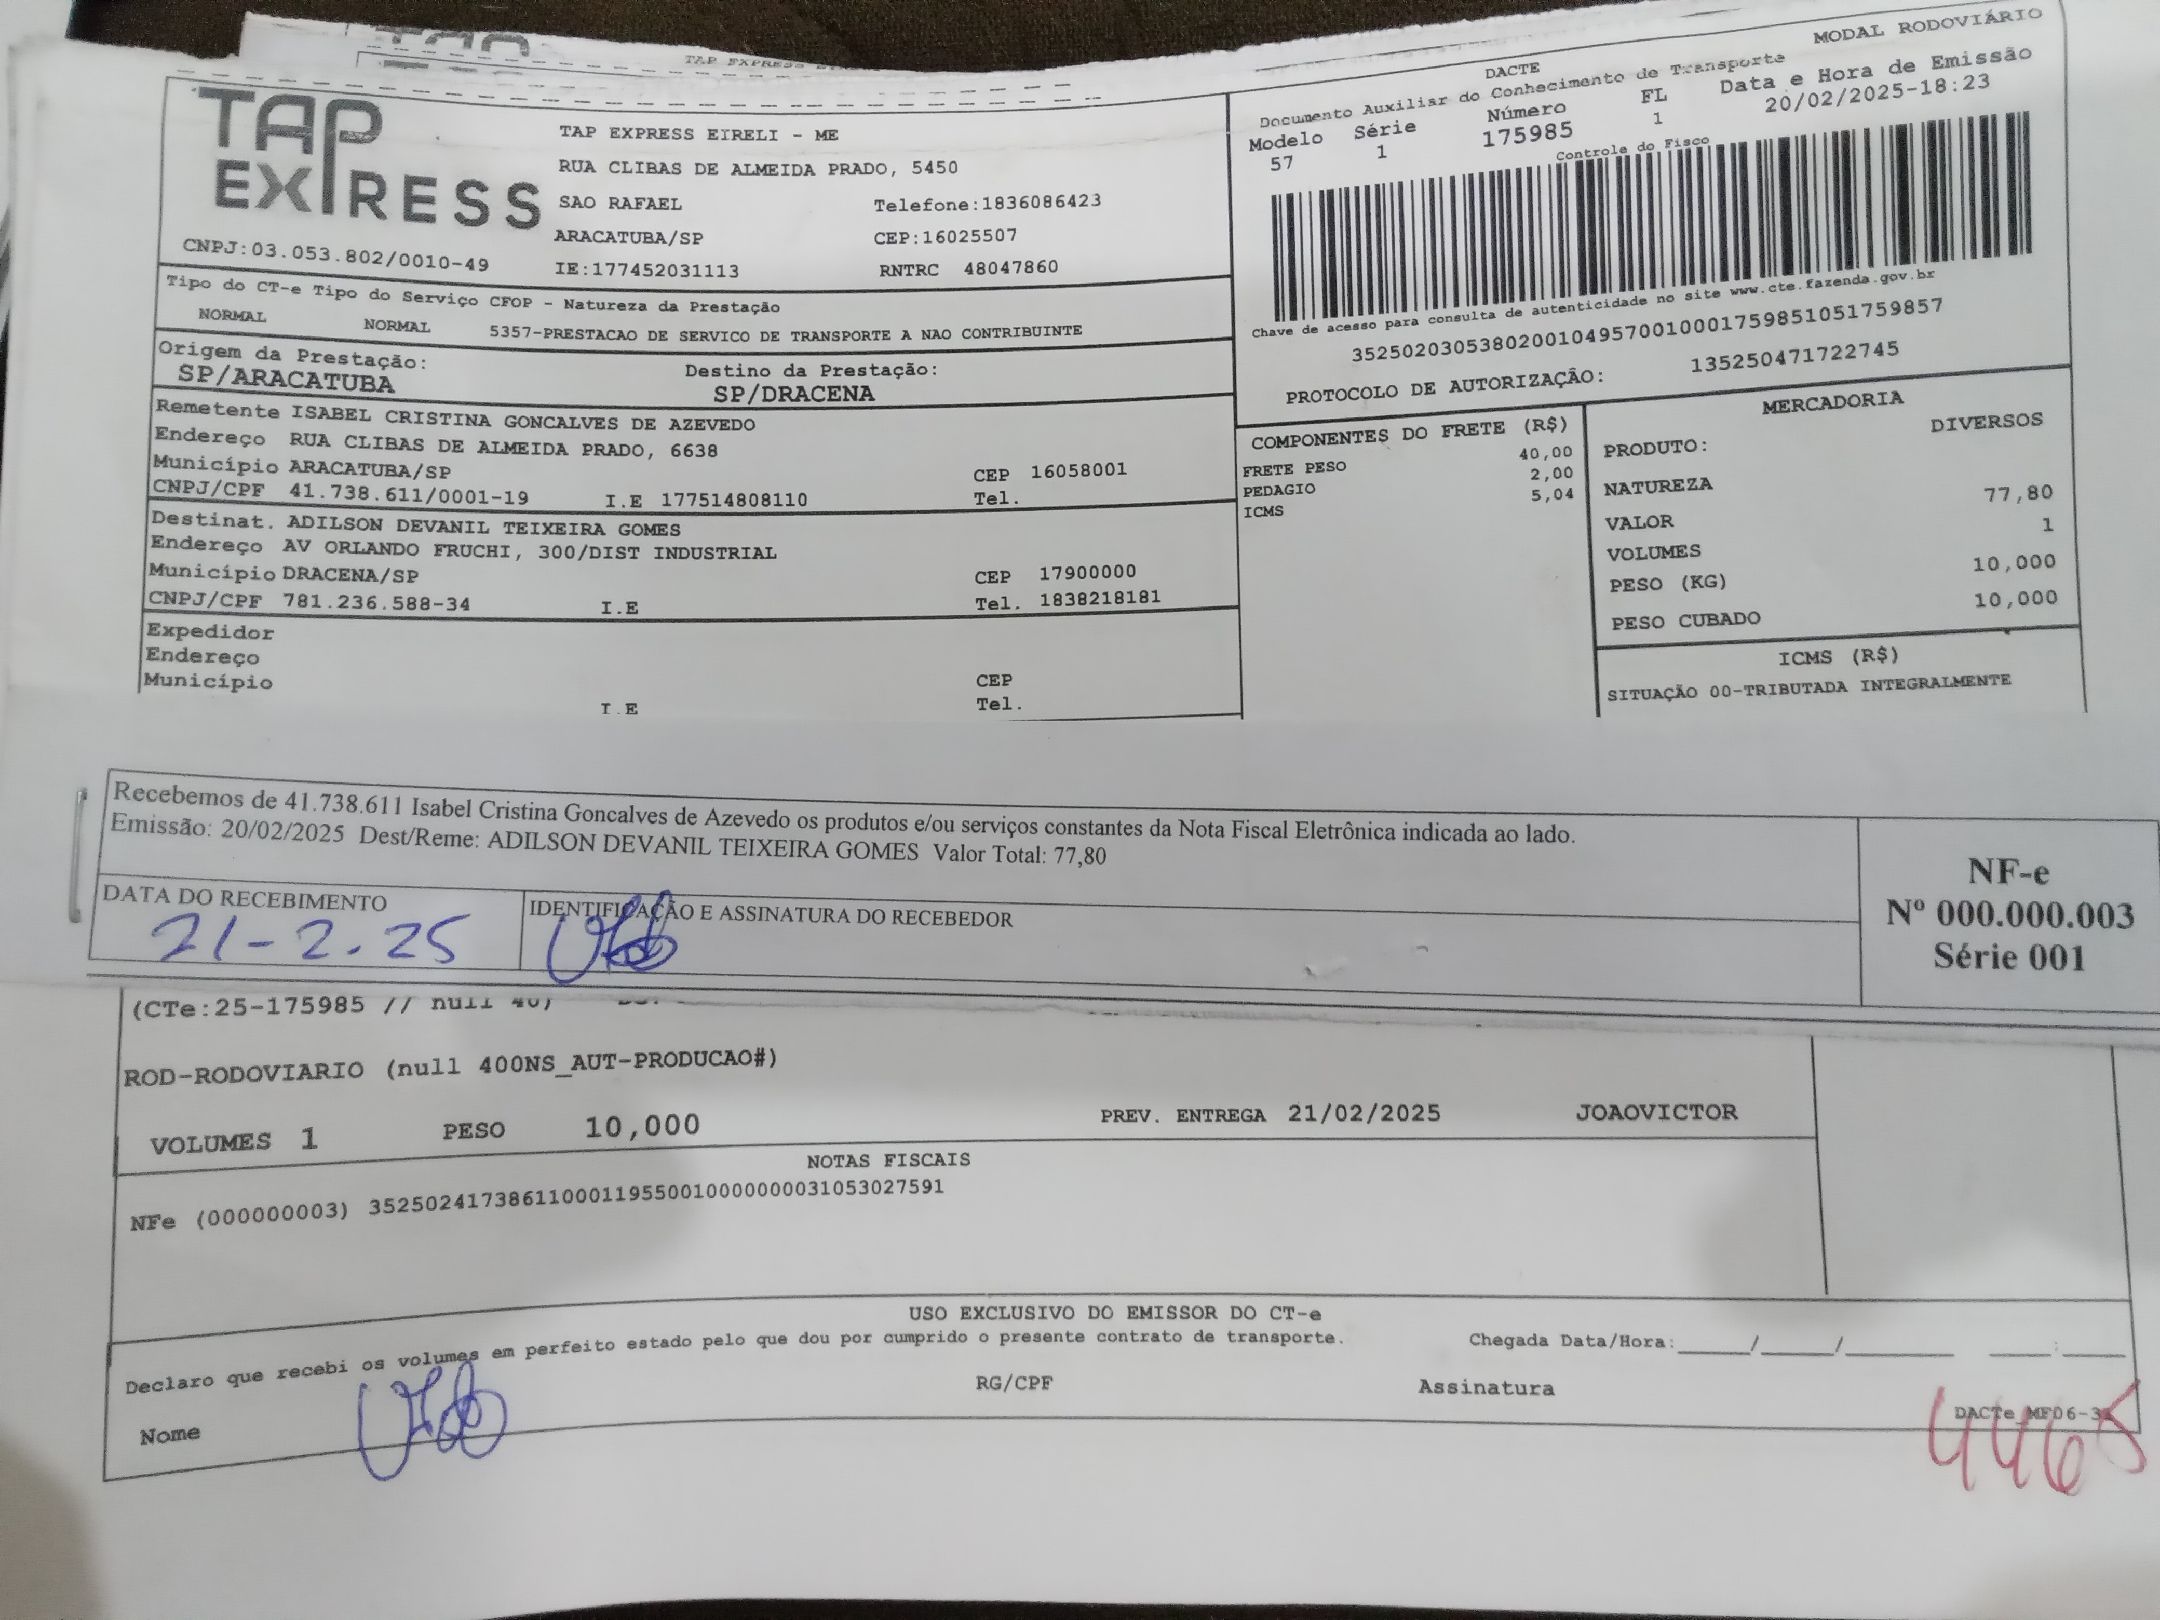 TAP EXPRESS E
TAP EXPRESS
TAP EXPRESS EIRELI - ME
RUA CLIBAS DE ALMEIDA PRADO, 5450
SAO RAFAEL Telefone:1836086423
ARACATUBA/SP CEP:16025507
CNPJ:03.053.802/0010-49 IE:177452031113 RNTRC 48047860
DACTE MODAL RODOVIÁRIO
Documento Auxiliar do Conhecimento de Transporte
Modelo Série Número FL Data e Hora de Emissão
57 1 175985 1 20/02/2025-18:23
Controle do Fisco
Chave de acesso para consulta de autenticidade no site www.cte.fazenda.gov.br
35250203053802001049570010001759851051759857
PROTOCOLO DE AUTORIZAÇÃO: 135250471722745
Tipo do CT-e Tipo do Serviço CFOP - Natureza da Prestação
NORMAL NORMAL 5357-PRESTACAO DE SERVICO DE TRANSPORTE A NAO CONTRIBUINTE
Origem da Prestação: Destino da Prestação:
SP/ARACATUBA SP/DRACENA
Remetente ISABEL CRISTINA GONCALVES DE AZEVEDO
Endereço RUA CLIBAS DE ALMEIDA PRADO, 6638
Município ARACATUBA/SP CEP 16058001
CNPJ/CPF 41.738.611/0001-19 I.E 177514808110 Tel.
Destinat. ADILSON DEVANIL TEIXEIRA GOMES
Endereço AV ORLANDO FRUCHI, 300/DIST INDUSTRIAL
Município DRACENA/SP CEP 17900000
CNPJ/CPF 781.236.588-34 I.E Tel. 1838218181
Expedidor
Endereço
Município CEP
I.E Tel.
COMPONENTES DO FRETE (R$)
FRETE PESO 40,00
PEDAGIO 2,00
ICMS 5,04
MERCADORIA
PRODUTO: DIVERSOS
NATUREZA
VALOR 77,80
VOLUMES 1
PESO (KG) 10,000
PESO CUBADO 10,000
ICMS (R$)
SITUAÇÃO 00-TRIBUTADA INTEGRALMENTE
Recebemos de 41.738.611 Isabel Cristina Goncalves de Azevedo os produtos e/ou serviços constantes da Nota Fiscal Eletrônica indicada ao lado.
Emissão: 20/02/2025 Dest/Reme: ADILSON DEVANIL TEIXEIRA GOMES Valor Total: 77,80
DATA DO RECEBIMENTO IDENTIFICAÇÃO E ASSINATURA DO RECEBEDOR
21-2.25
NF-e
Nº 000.000.003
Série 001
(CTe:25-175985 // null 40)
ROD-RODOVIARIO (null 400NS_AUT-PRODUCAO#)
VOLUMES 1 PESO 10,000 PREV. ENTREGA 21/02/2025 JOAOVICTOR
NOTAS FISCAIS
NFe (000000003) 35250241738611000119550010000000031053027591
USO EXCLUSIVO DO EMISSOR DO CT-e
Declaro que recebi os volumes em perfeito estado pelo que dou por cumprido o presente contrato de transporte. Chegada Data/Hora:_____/_____/_______ ____:____
Nome RG/CPF Assinatura
DACTe_MF06-3
4465